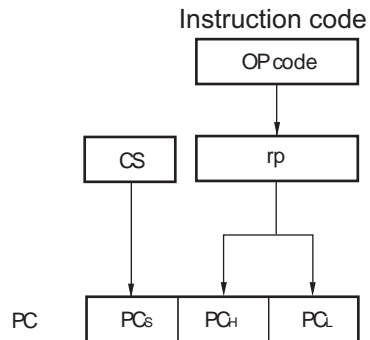 Instruction code
OP code
CS
rp
PC
PCS
PCH
PCL